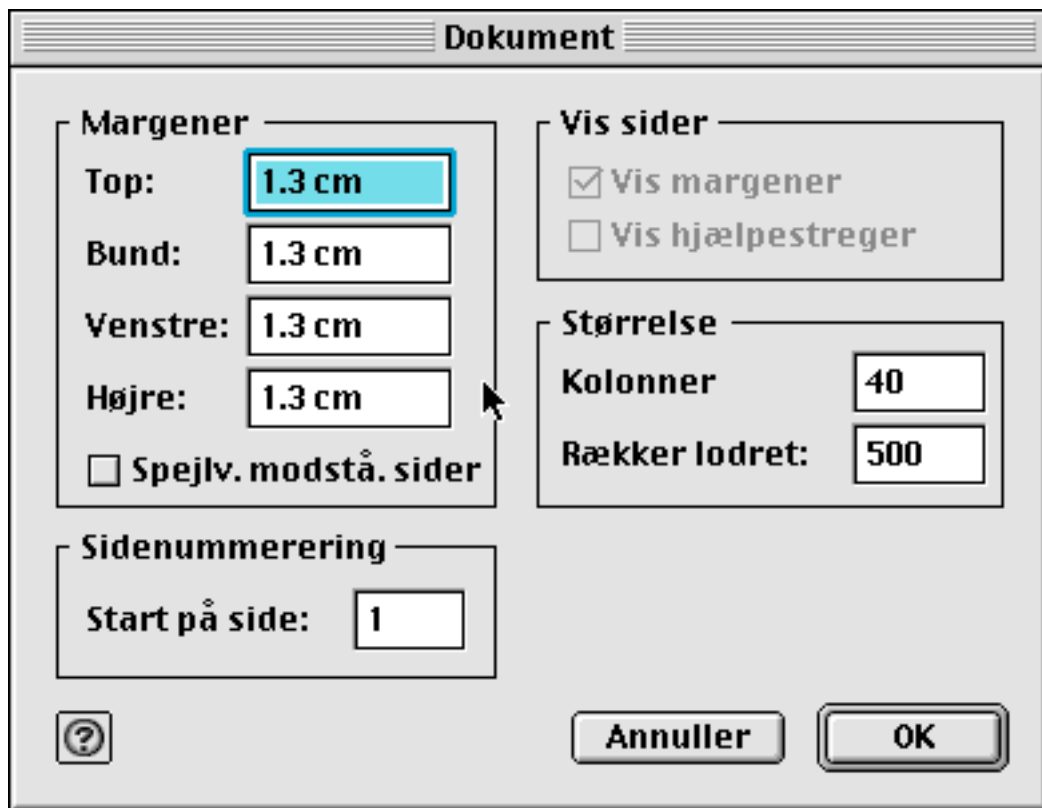 Dokument
Margener
Top: 1.3 cm
Bund: 1.3 cm
Venstre: 1.3 cm
Højre: 1.3 cm
Spejlv. modstå. sider
Sidenummerering
Start på side: 1
Vis sider
Vis margener
Vis hjælpestreger
Størrelse
Kolonner 40
Rækker lodret: 500
?
Annuller
OK